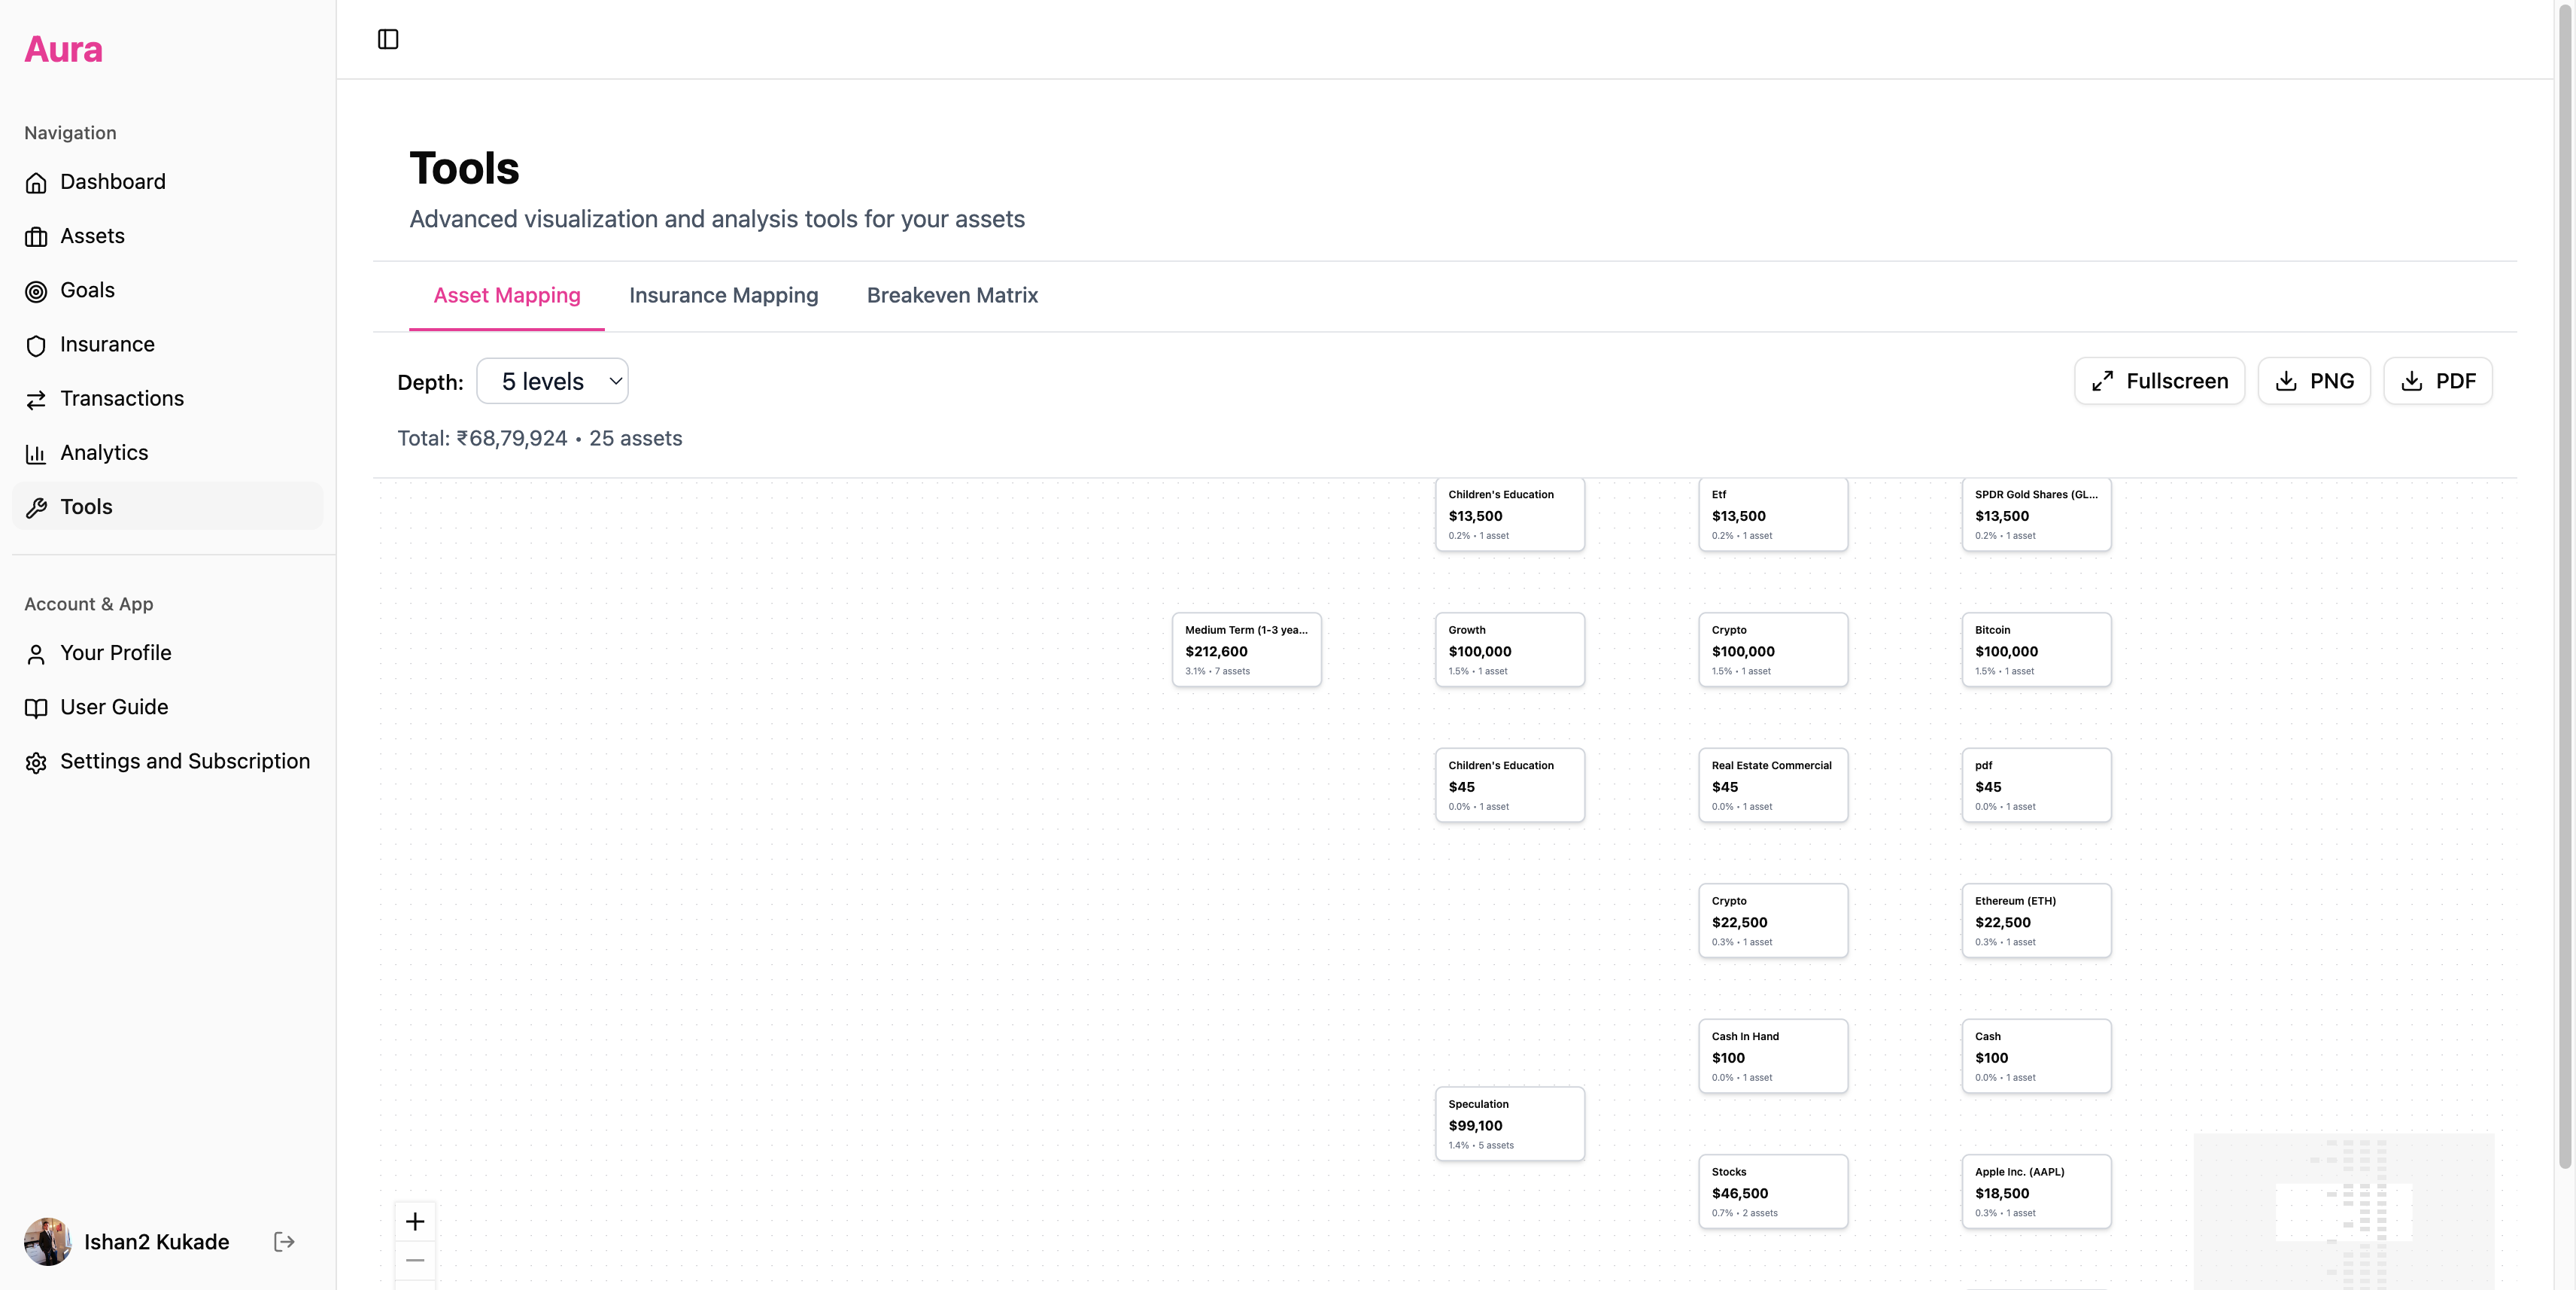 Aura
Navigation
Dashboard
Assets
Goals
Insurance
Transactions
Analytics
Tools
Account & App
Your Profile
User Guide
Settings and Subscription
Ishan2 Kukade
Tools
Advanced visualization and analysis tools for your assets
Asset Mapping
Insurance Mapping
Breakeven Matrix
Depth:
5 levels
Fullscreen
PNG
PDF
Total: ₹68,79,924 • 25 assets
Children's Education
$13,500
0.2% • 1 asset
Etf
$13,500
0.2% • 1 asset
SPDR Gold Shares (GL...
$13,500
0.2% • 1 asset
Medium Term (1-3 yea...
$212,600
3.1% • 7 assets
Growth
$100,000
1.5% • 1 asset
Crypto
$100,000
1.5% • 1 asset
Bitcoin
$100,000
1.5% • 1 asset
Children's Education
$45
0.0% • 1 asset
Real Estate Commercial
$45
0.0% • 1 asset
pdf
$45
0.0% • 1 asset
Crypto
$22,500
0.3% • 1 asset
Ethereum (ETH)
$22,500
0.3% • 1 asset
Cash In Hand
$100
0.0% • 1 asset
Cash
$100
0.0% • 1 asset
Speculation
$99,100
1.4% • 5 assets
Stocks
$46,500
0.7% • 2 assets
Apple Inc. (AAPL)
$18,500
0.3% • 1 asset